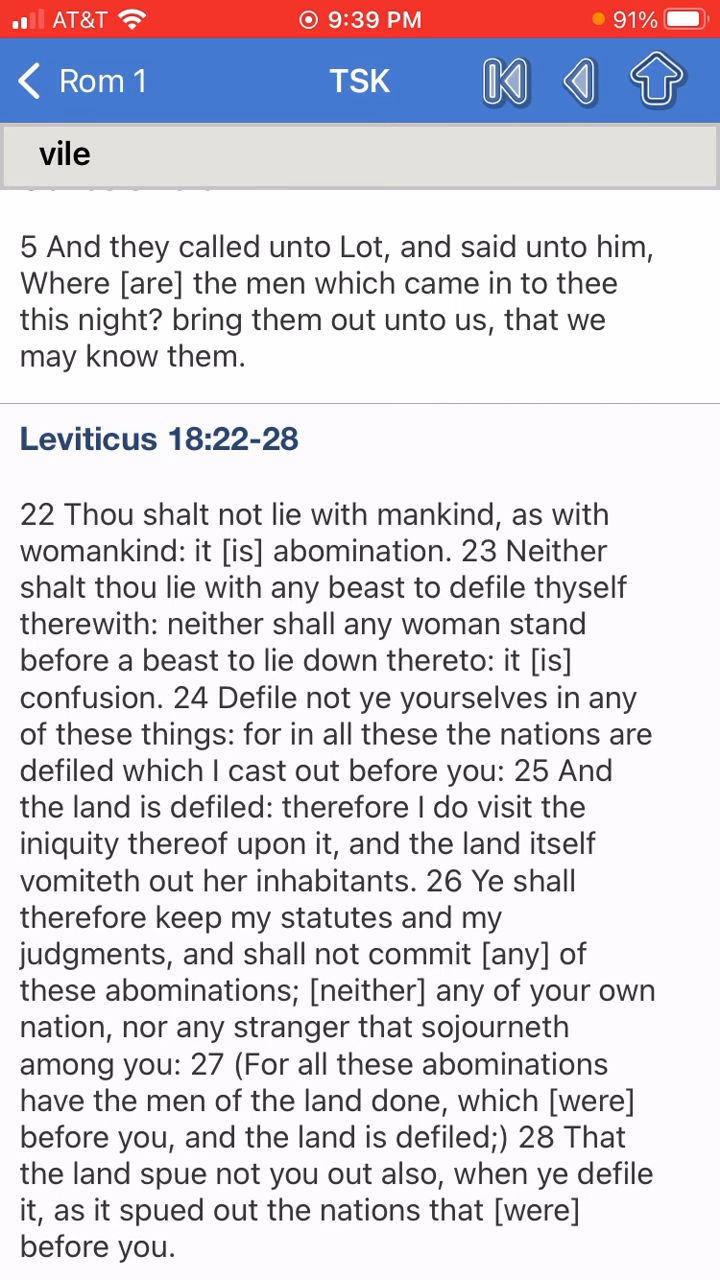 AT&T 9:39 PM 91%
Rom 1 TSK
vile
5 And they called unto Lot, and said unto him,
Where [are] the men which came in to thee
this night? bring them out unto us, that we
may know them.
Leviticus 18:22-28
22 Thou shalt not lie with mankind, as with
womankind: it [is] abomination. 23 Neither
shalt thou lie with any beast to defile thyself
therewith: neither shall any woman stand
before a beast to lie down thereto: it [is]
confusion. 24 Defile not ye yourselves in any
of these things: for in all these the nations are
defiled which I cast out before you: 25 And
the land is defiled: therefore I do visit the
iniquity thereof upon it, and the land itself
vomiteth out her inhabitants. 26 Ye shall
therefore keep my statutes and my
judgments, and shall not commit [any] of
these abominations; [neither] any of your own
nation, nor any stranger that sojourneth
among you: 27 (For all these abominations
have the men of the land done, which [were]
before you, and the land is defiled;) 28 That
the land spue not you out also, when ye defile
it, as it spued out the nations that [were]
before you.